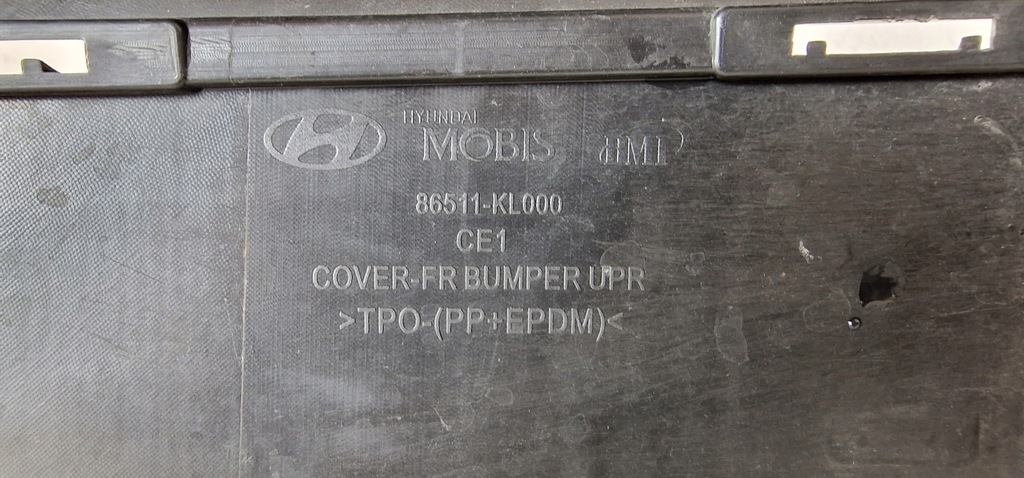 HYUNDAI
MOBIS HMI
86511-KL000
CE1
COVER-FR BUMPER UPR
>TPO-(PP+EPDM)<